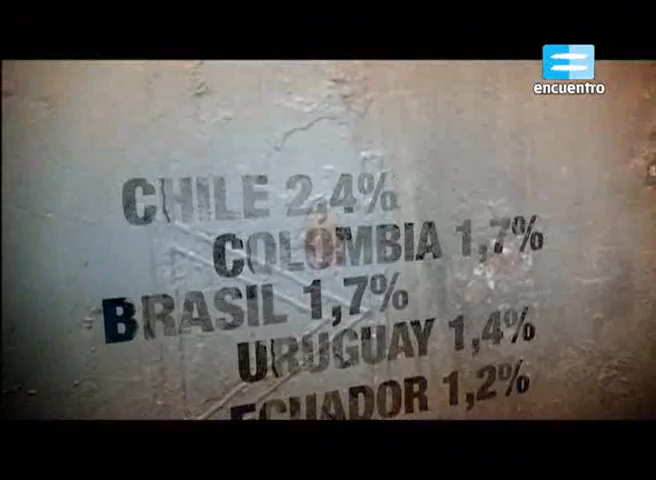 encuentro
CHILE 2,4%
COLOMBIA 1,7%
BRASIL 1,7%
URUGUAY 1,4%
ECUADOR 1,2%